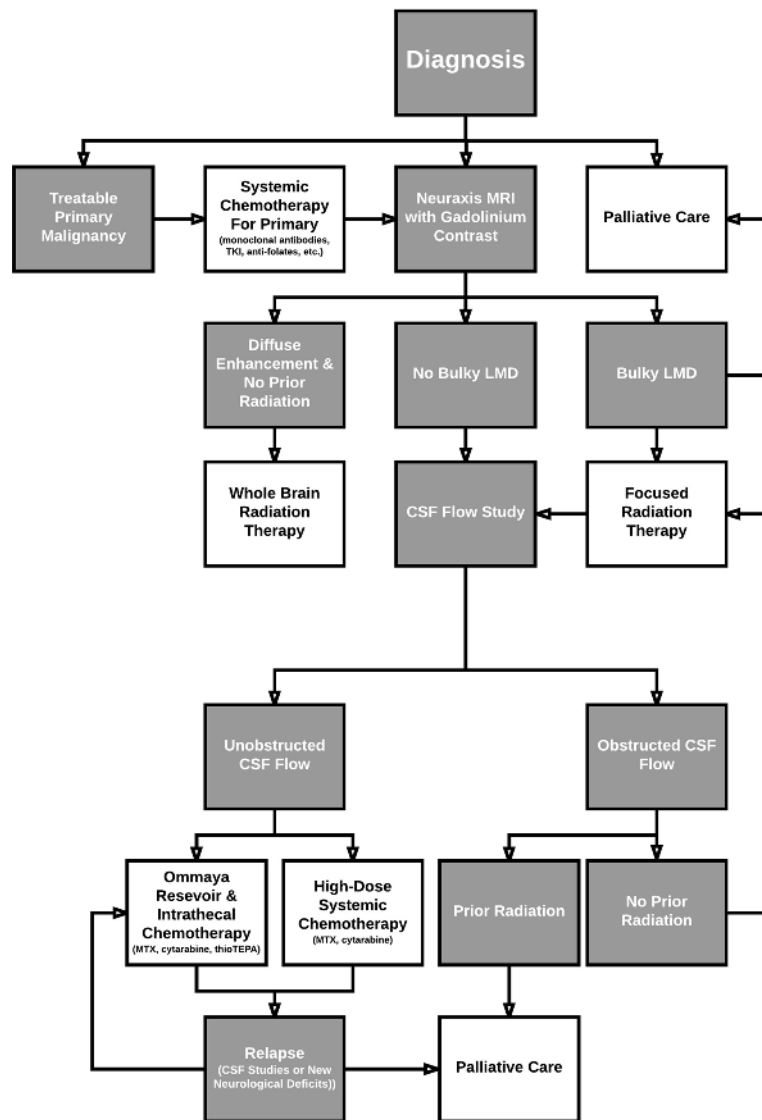 Diagnosis
Treatable
Primary
Malignancy
Systemic
Chemotherapy
For Primary
(monoclonal antibodies,
TKI, anti-folates, etc.)
Neuraxis MRI
with Gadolinium
Contrast
Palliative Care
Diffuse
Enhancement &
No Prior
Radiation
No Bulky LMD
Bulky LMD
Whole Brain
Radiation
Therapy
CSF Flow Study
Focused
Radiation
Therapy
Unobstructed
CSF Flow
Obstructed CSF
Flow
Ommaya
Resevoir &
Intrathecal
Chemotherapy
(MTX, cytarabine, thioTEPA)
High-Dose
Systemic
Chemotherapy
(MTX, cytarabine)
Prior Radiation
No Prior
Radiation
Relapse
(CSF Studies or New
Neurological Deficits))
Palliative Care